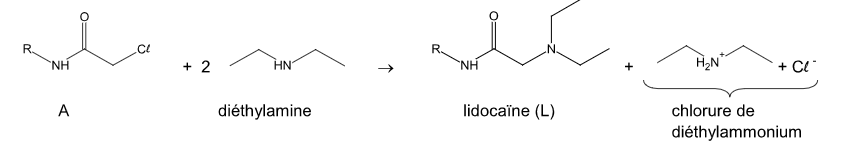 O
R
NH
Cℓ
+ 2
HN
→
O
R
NH
N
+
H₂N⁺
+ Cℓ⁻
A
diéthylamine
lidocaïne (L)
chlorure de
diéthylammonium